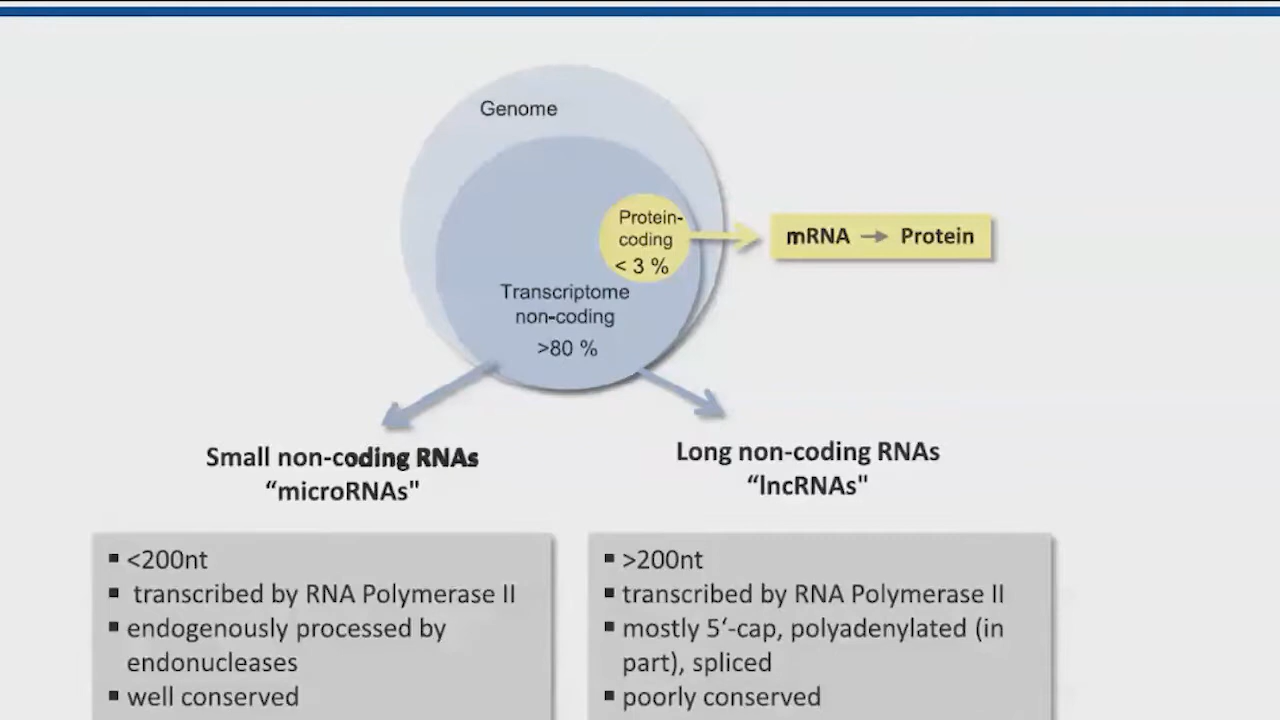 Genome
Protein-
coding
< 3 %
mRNA → Protein
Transcriptome
non-coding
>80 %
Small non-coding RNAs
“microRNAs"
Long non-coding RNAs
“lncRNAs"
▪ <200nt
▪ transcribed by RNA Polymerase II
▪ endogenously processed by
endonucleases
▪ well conserved
▪ >200nt
▪ transcribed by RNA Polymerase II
▪ mostly 5‘-cap, polyadenylated (in
part), spliced
▪ poorly conserved